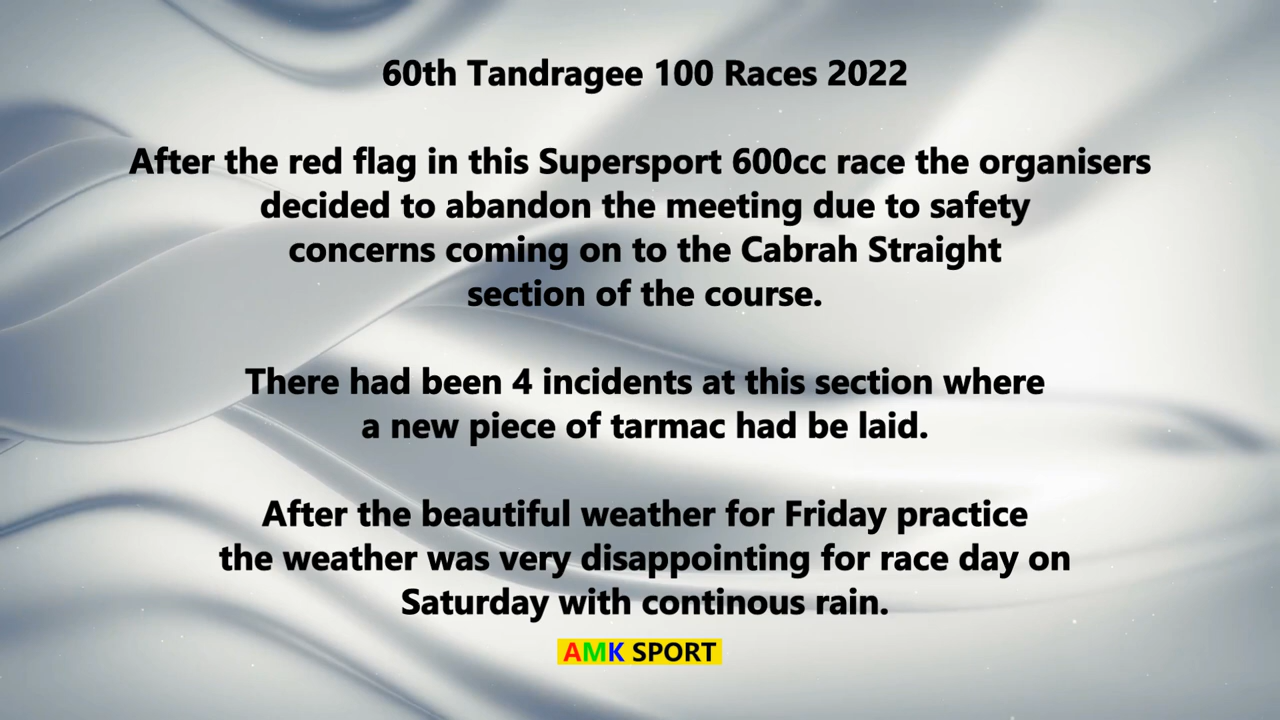 60th Tandragee 100 Races 2022
After the red flag in this Supersport 600cc race the organisers
decided to abandon the meeting due to safety
concerns coming on to the Cabrah Straight
section of the course.
There had been 4 incidents at this section where
a new piece of tarmac had be laid.
After the beautiful weather for Friday practice
the weather was very disappointing for race day on
Saturday with continous rain.
AMK SPORT